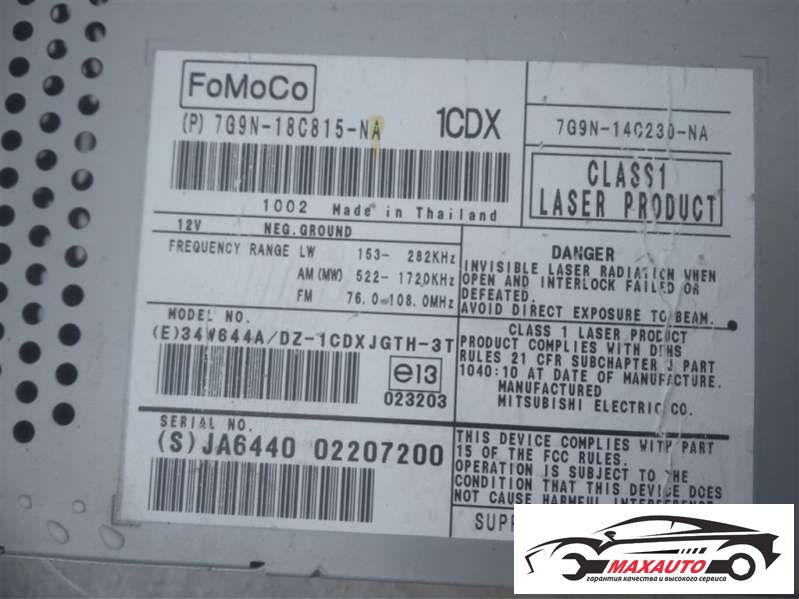 FoMoCo
(P) 7G9N-18C815-NA 1CDX
1002 Made in Thailand
7G9N-14C230-NA
CLASS1
LASER PRODUCT
12V NEG.GROUND
FREQUENCY RANGE LW 153- 282KHz
AM(MW) 522-1720KHz
FM 76.0-108.0MHz
MODEL NO.
(E)34W644A/DZ-1CDXJGTH-3T
e13
023203
SERIAL NO.
(S)JA6440 02207200
DANGER
INVISIBLE LASER RADIATION WHEN
OPEN AND INTERLOCK FAILED OR
DEFEATED.
AVOID DIRECT EXPOSURE TO BEAM.
CLASS 1 LASER PRODUCT
PRODUCT COMPLIES WITH DHHS
RULES 21 CFR SUBCHAPTER J PART
1040:10 AT DATE OF MANUFACTURE.
MANUFACTURED
MITSUBISHI ELECTRIC CO.
THIS DEVICE COMPLIES WITH PART
15 OF THE FCC RULES.
OPERATION IS SUBJECT TO THE
CONDITION THAT THIS DEVICE DOES
NOT CAUSE HARMFUL INTERFERENCE
SUPP
MAXAUTO
гарантия качества и высокого сервиса